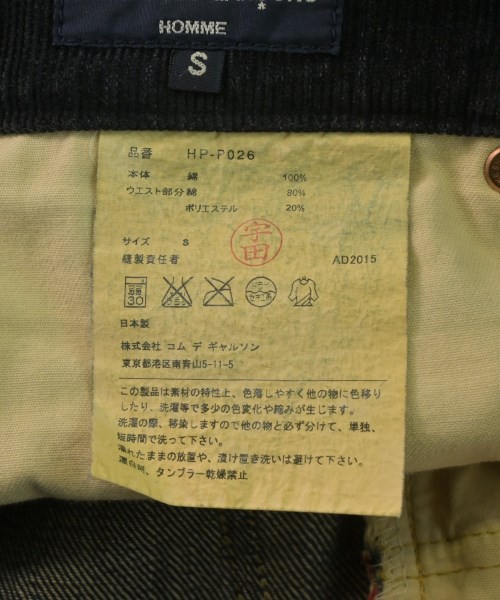 HOMME
S
品番 HP-P026
本体 綿 100%
ウエスト部分 綿 80%
ポリエステル 20%
サイズ S
宇田
縫製責任者 AD2015
30
日本製
株式会社 コム デ ギャルソン
東京都港区南青山5-11-5
この製品は素材の特性上、色落しやすく他の物に色移り
したり、洗濯等で多少の色変化や縮みが生じます。
洗濯の際、移染しますので他の物と必ず分けて、単独、
短時間で洗って下さい。
濡れたままの放置や、漬け置き洗いは避けて下さい。
漂白剤、タンブラー乾燥禁止